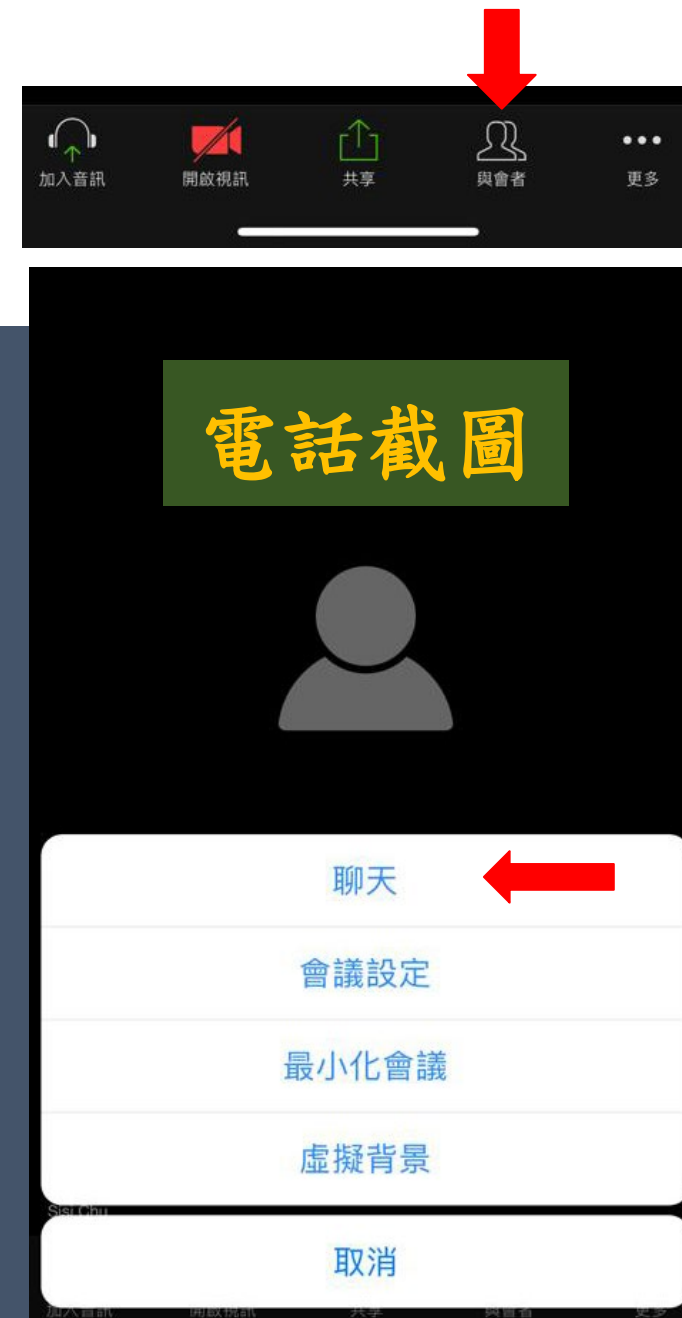 加入音訊 開啟視訊 共享 與會者 更多
電話截圖
聊天
會議設定
最小化會議
虛擬背景
Sisi Chu
取消
加入音訊 開啟視訊 共享 與會者 更多